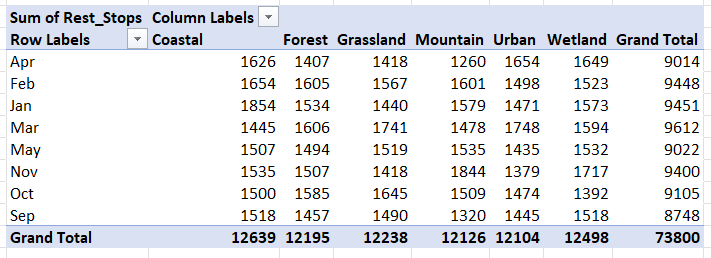 Sum of Rest_Stops Column Labels
Row Labels Coastal Forest Grassland Mountain Urban Wetland Grand Total
Apr 1626 1407 1418 1260 1654 1649 9014
Feb 1654 1605 1567 1601 1498 1523 9448
Jan 1854 1534 1440 1579 1471 1573 9451
Mar 1445 1606 1741 1478 1748 1594 9612
May 1507 1494 1519 1535 1435 1532 9022
Nov 1535 1507 1418 1844 1379 1717 9400
Oct 1500 1585 1645 1509 1474 1392 9105
Sep 1518 1457 1490 1320 1445 1518 8748
Grand Total 12639 12195 12238 12126 12104 12498 73800